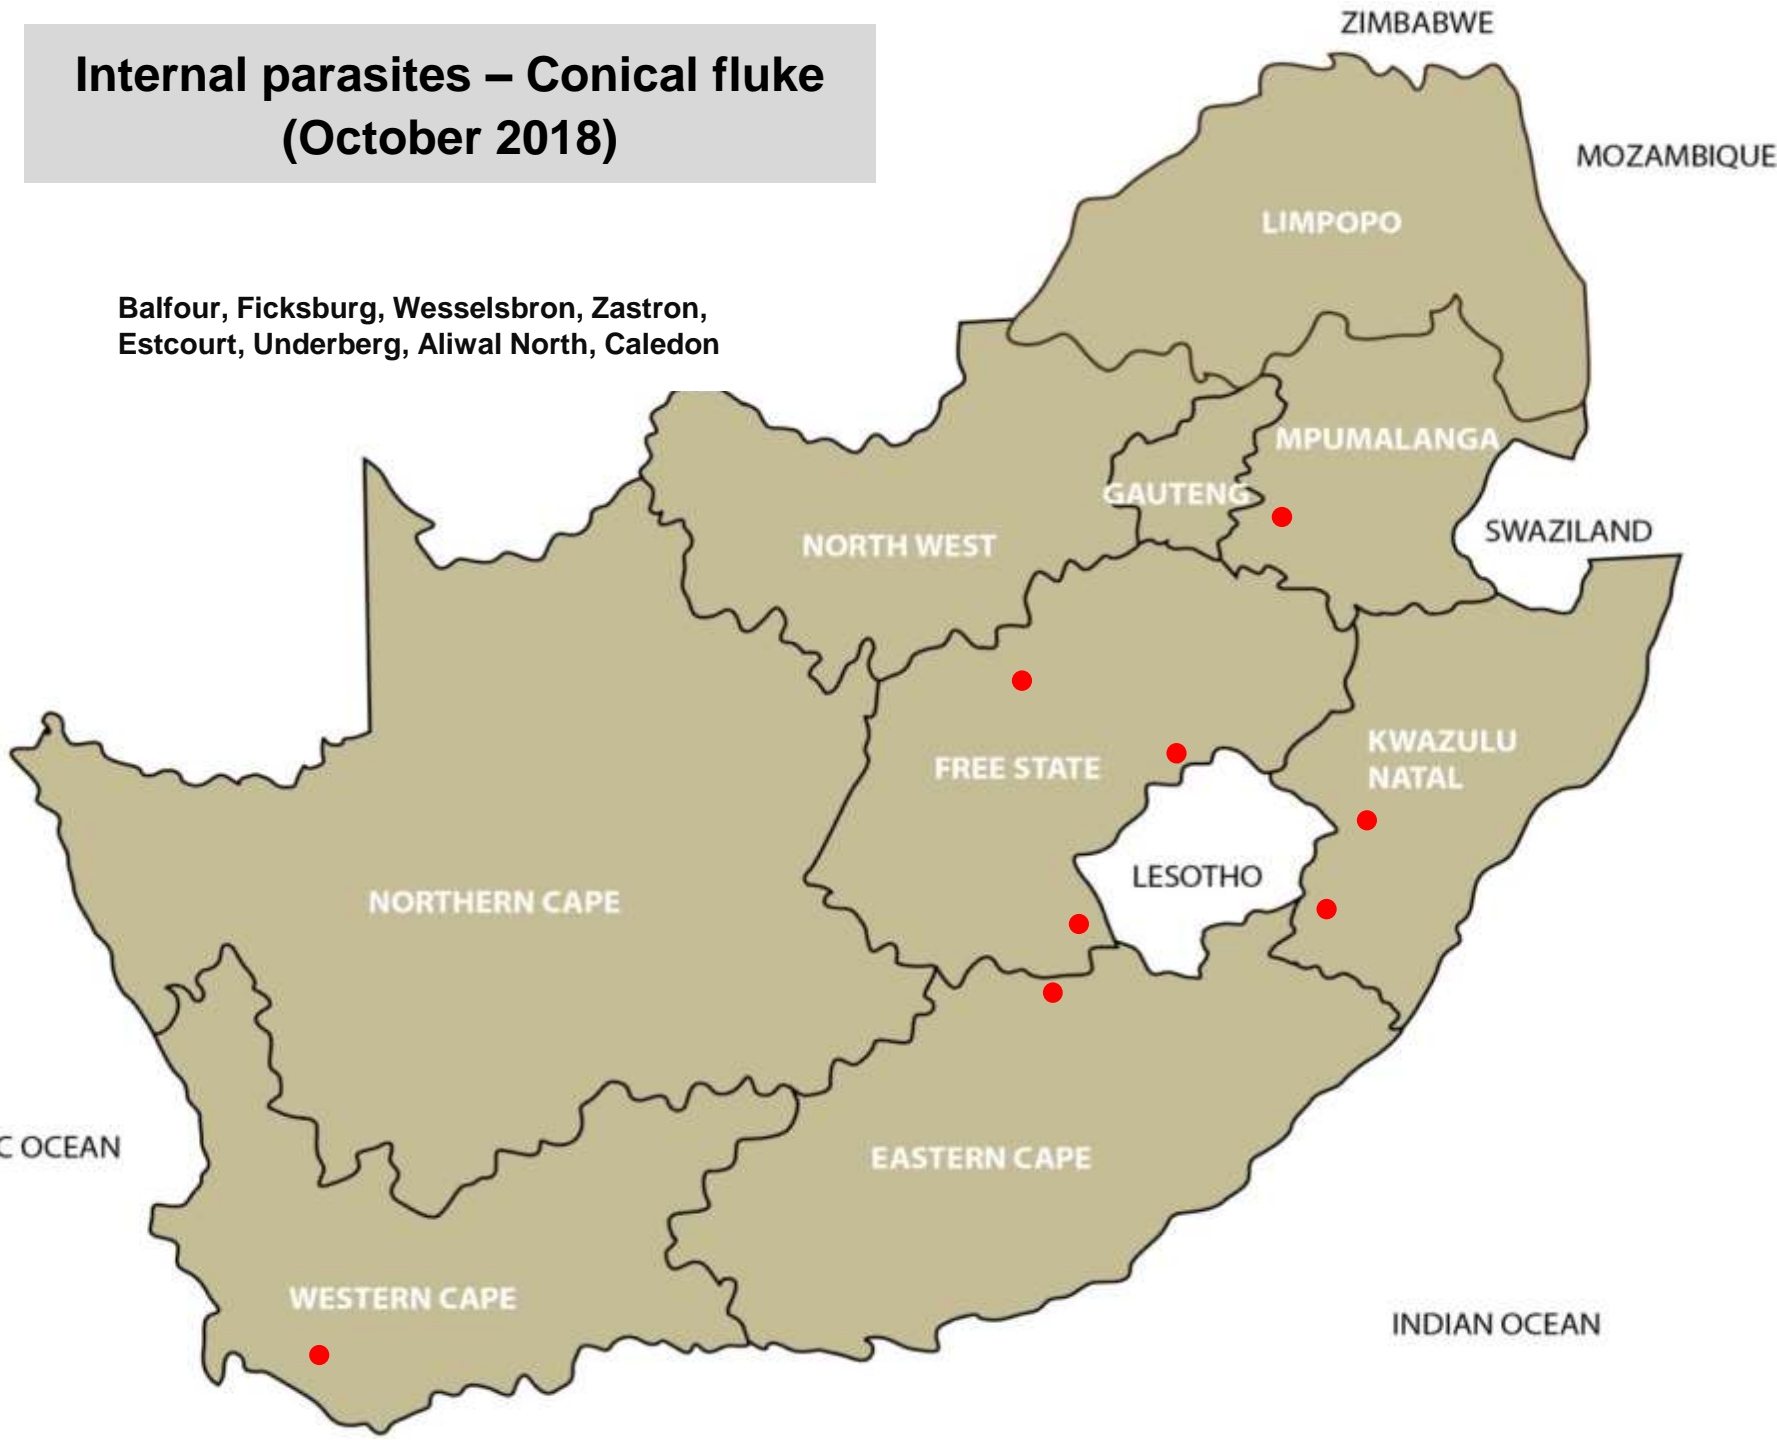 Internal parasites – Conical fluke
(October 2018)
ZIMBABWE
MOZAMBIQUE
LIMPOPO
Balfour, Ficksburg, Wesselsbron, Zastron,
Estcourt, Underberg, Aliwal North, Caledon
MPUMALANGA
GAUTENG
SWAZILAND
NORTH WEST
KWAZULU
NATAL
FREE STATE
LESOTHO
NORTHERN CAPE
C OCEAN
EASTERN CAPE
WESTERN CAPE
INDIAN OCEAN